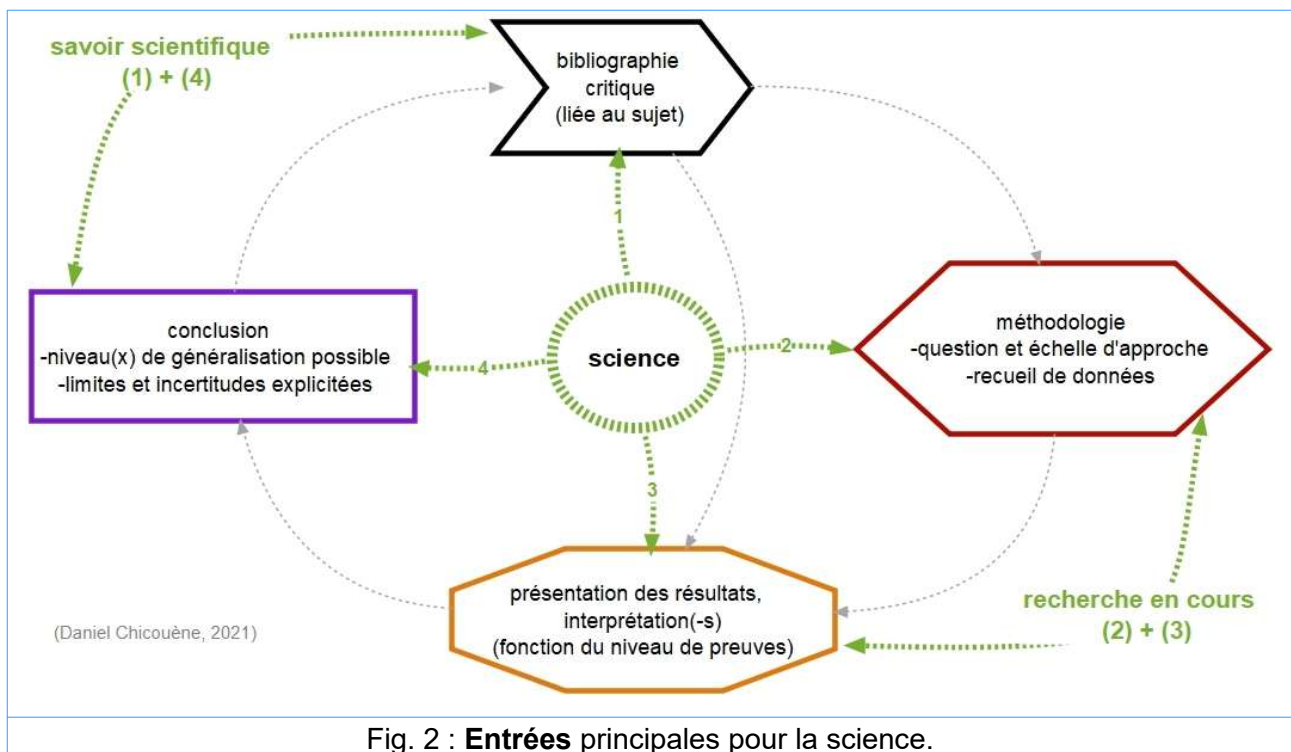 savoir scientifique
(1) + (4)
bibliographie
critique
(liée au sujet)
1
conclusion
-niveau(x) de généralisation possible
-limites et incertitudes explicitées
4
science
2
méthodologie
-question et échelle d'approche
-recueil de données
3
présentation des résultats,
interprétation(-s)
(fonction du niveau de preuves)
recherche en cours
(2) + (3)
(Daniel Chicouène, 2021)
Fig. 2 : Entrées principales pour la science.